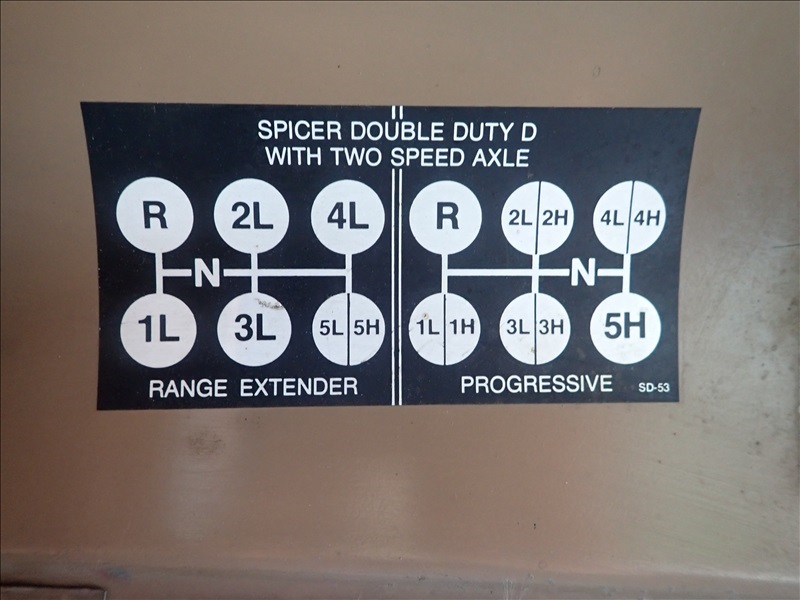 SPICER DOUBLE DUTY D
WITH TWO SPEED AXLE
R 2L 4L
N
1L 3L 5L 5H
RANGE EXTENDER
R 2L 2H 4L 4H
N
1L 1H 3L 3H 5H
PROGRESSIVE
SD-53